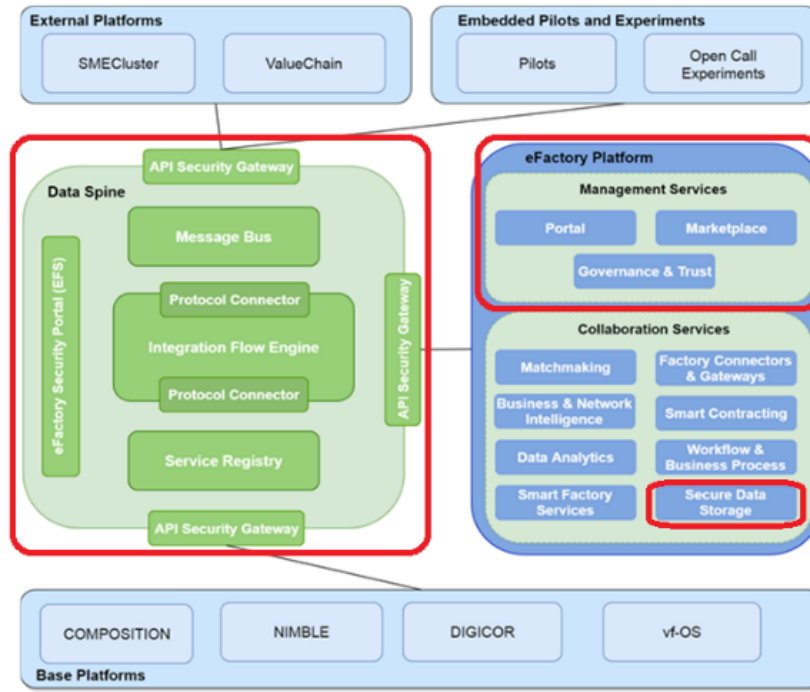 External Platforms
SMECluster
ValueChain
Embedded Pilots and Experiments
Pilots
Open Call
Experiments
API Security Gateway
Data Spine
Message Bus
eFactory Security Portal (EFS)
Protocol Connector
Integration Flow Engine
Protocol Connector
API Security Gateway
Service Registry
API Security Gateway
eFactory Platform
Management Services
Portal
Marketplace
Governance & Trust
Collaboration Services
Matchmaking
Factory Connectors
& Gateways
Business & Network
Intelligence
Smart Contracting
Data Analytics
Workflow &
Business Process
Smart Factory
Services
Secure Data
Storage
COMPOSITION
NIMBLE
DIGICOR
vf-OS
Base Platforms